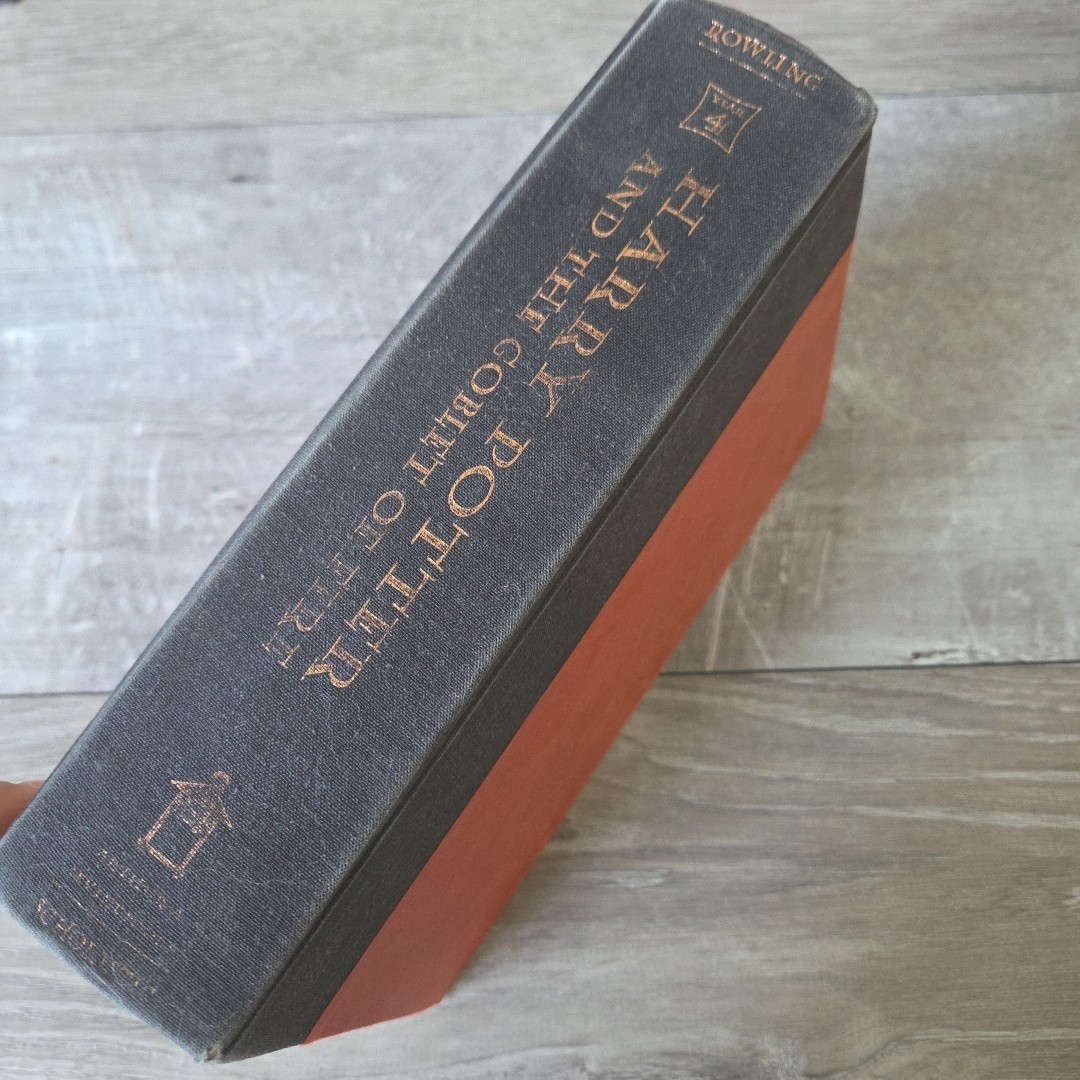 ROWLING
YEAR
4
HARRY POTTER
AND THE GOBLET OF FIRE